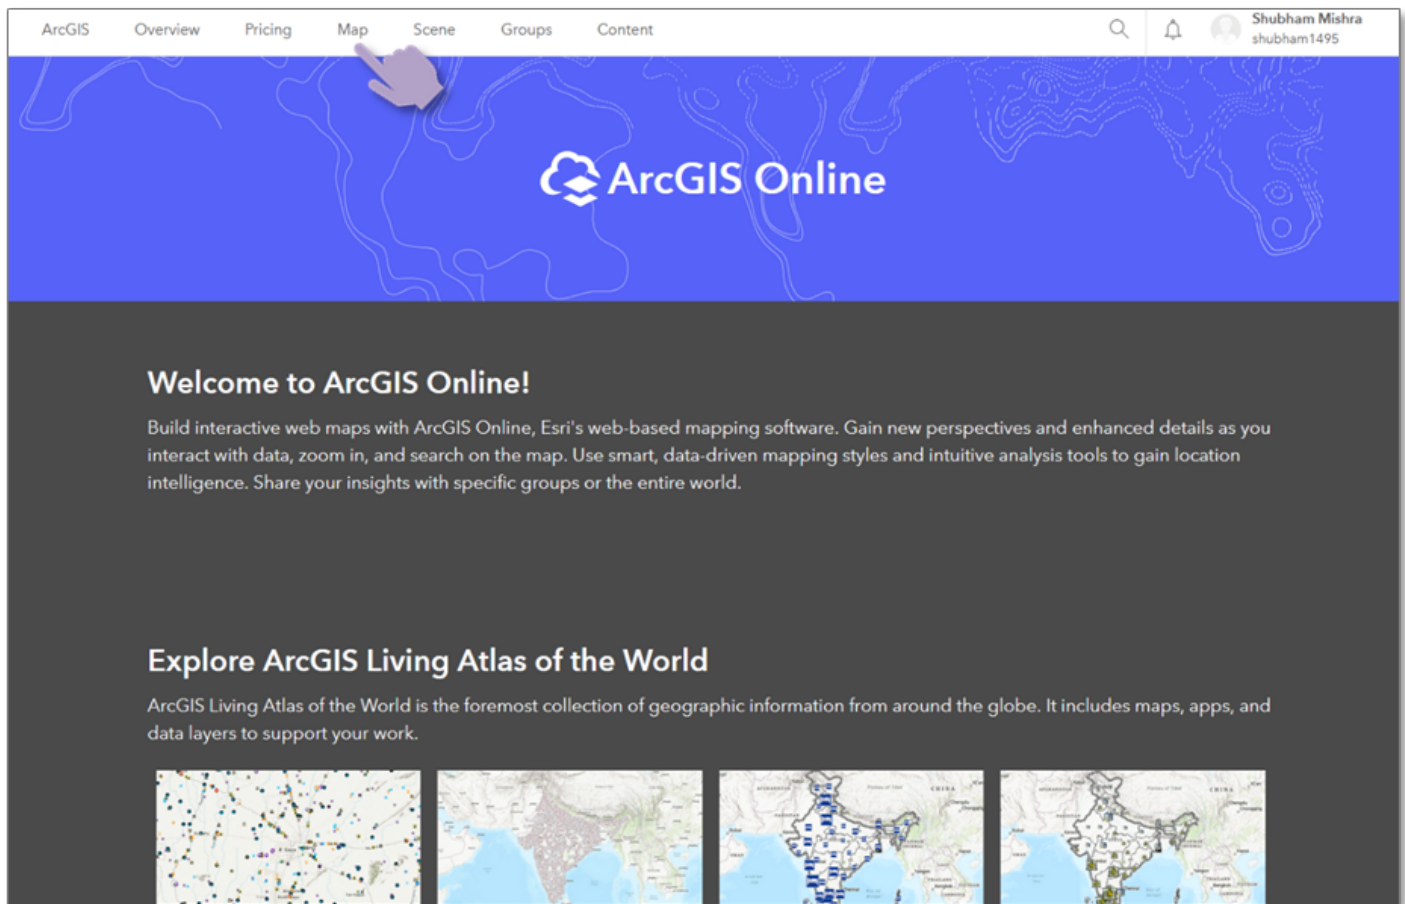 ArcGIS Overview Pricing Map Scene Groups Content Shubham Mishra
shubham1495
ArcGIS Online
Welcome to ArcGIS Online!
Build interactive web maps with ArcGIS Online, Esri's web-based mapping software. Gain new perspectives and enhanced details as you
interact with data, zoom in, and search on the map. Use smart, data-driven mapping styles and intuitive analysis tools to gain location
intelligence. Share your insights with specific groups or the entire world.
Explore ArcGIS Living Atlas of the World
ArcGIS Living Atlas of the World is the foremost collection of geographic information from around the globe. It includes maps, apps, and
data layers to support your work.
CHINA
CHINA